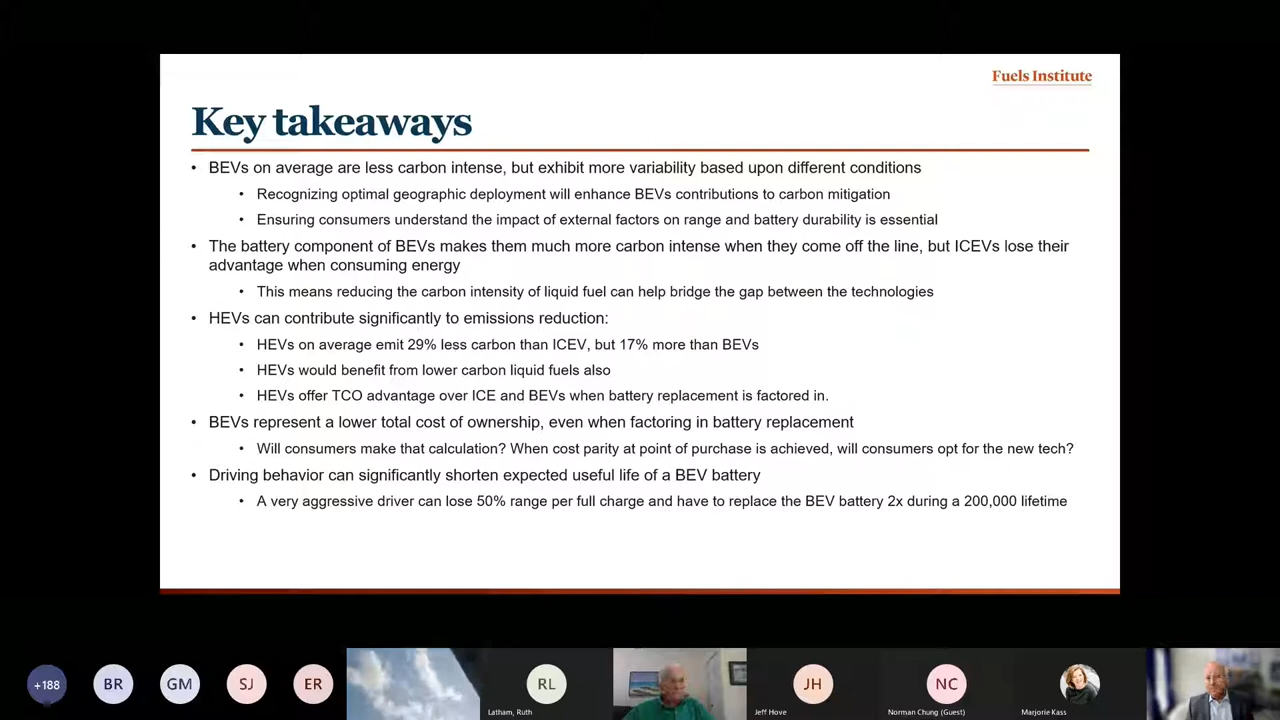 Fuels Institute
Key takeaways
• BEVs on average are less carbon intense, but exhibit more variability based upon different conditions
• Recognizing optimal geographic deployment will enhance BEVs contributions to carbon mitigation
• Ensuring consumers understand the impact of external factors on range and battery durability is essential
• The battery component of BEVs makes them much more carbon intense when they come off the line, but ICEVs lose their
advantage when consuming energy
• This means reducing the carbon intensity of liquid fuel can help bridge the gap between the technologies
• HEVs can contribute significantly to emissions reduction:
• HEVs on average emit 29% less carbon than ICEV, but 17% more than BEVs
• HEVs would benefit from lower carbon liquid fuels also
• HEVs offer TCO advantage over ICE and BEVs when battery replacement is factored in.
• BEVs represent a lower total cost of ownership, even when factoring in battery replacement
• Will consumers make that calculation? When cost parity at point of purchase is achieved, will consumers opt for the new tech?
• Driving behavior can significantly shorten expected useful life of a BEV battery
• A very aggressive driver can lose 50% range per full charge and have to replace the BEV battery 2x during a 200,000 lifetime
+188
BR
GM
SJ
ER
RL
JH
NC
Latham, Ruth
Jeff Hove
Norman Chung (Guest)
Marjorie Kass